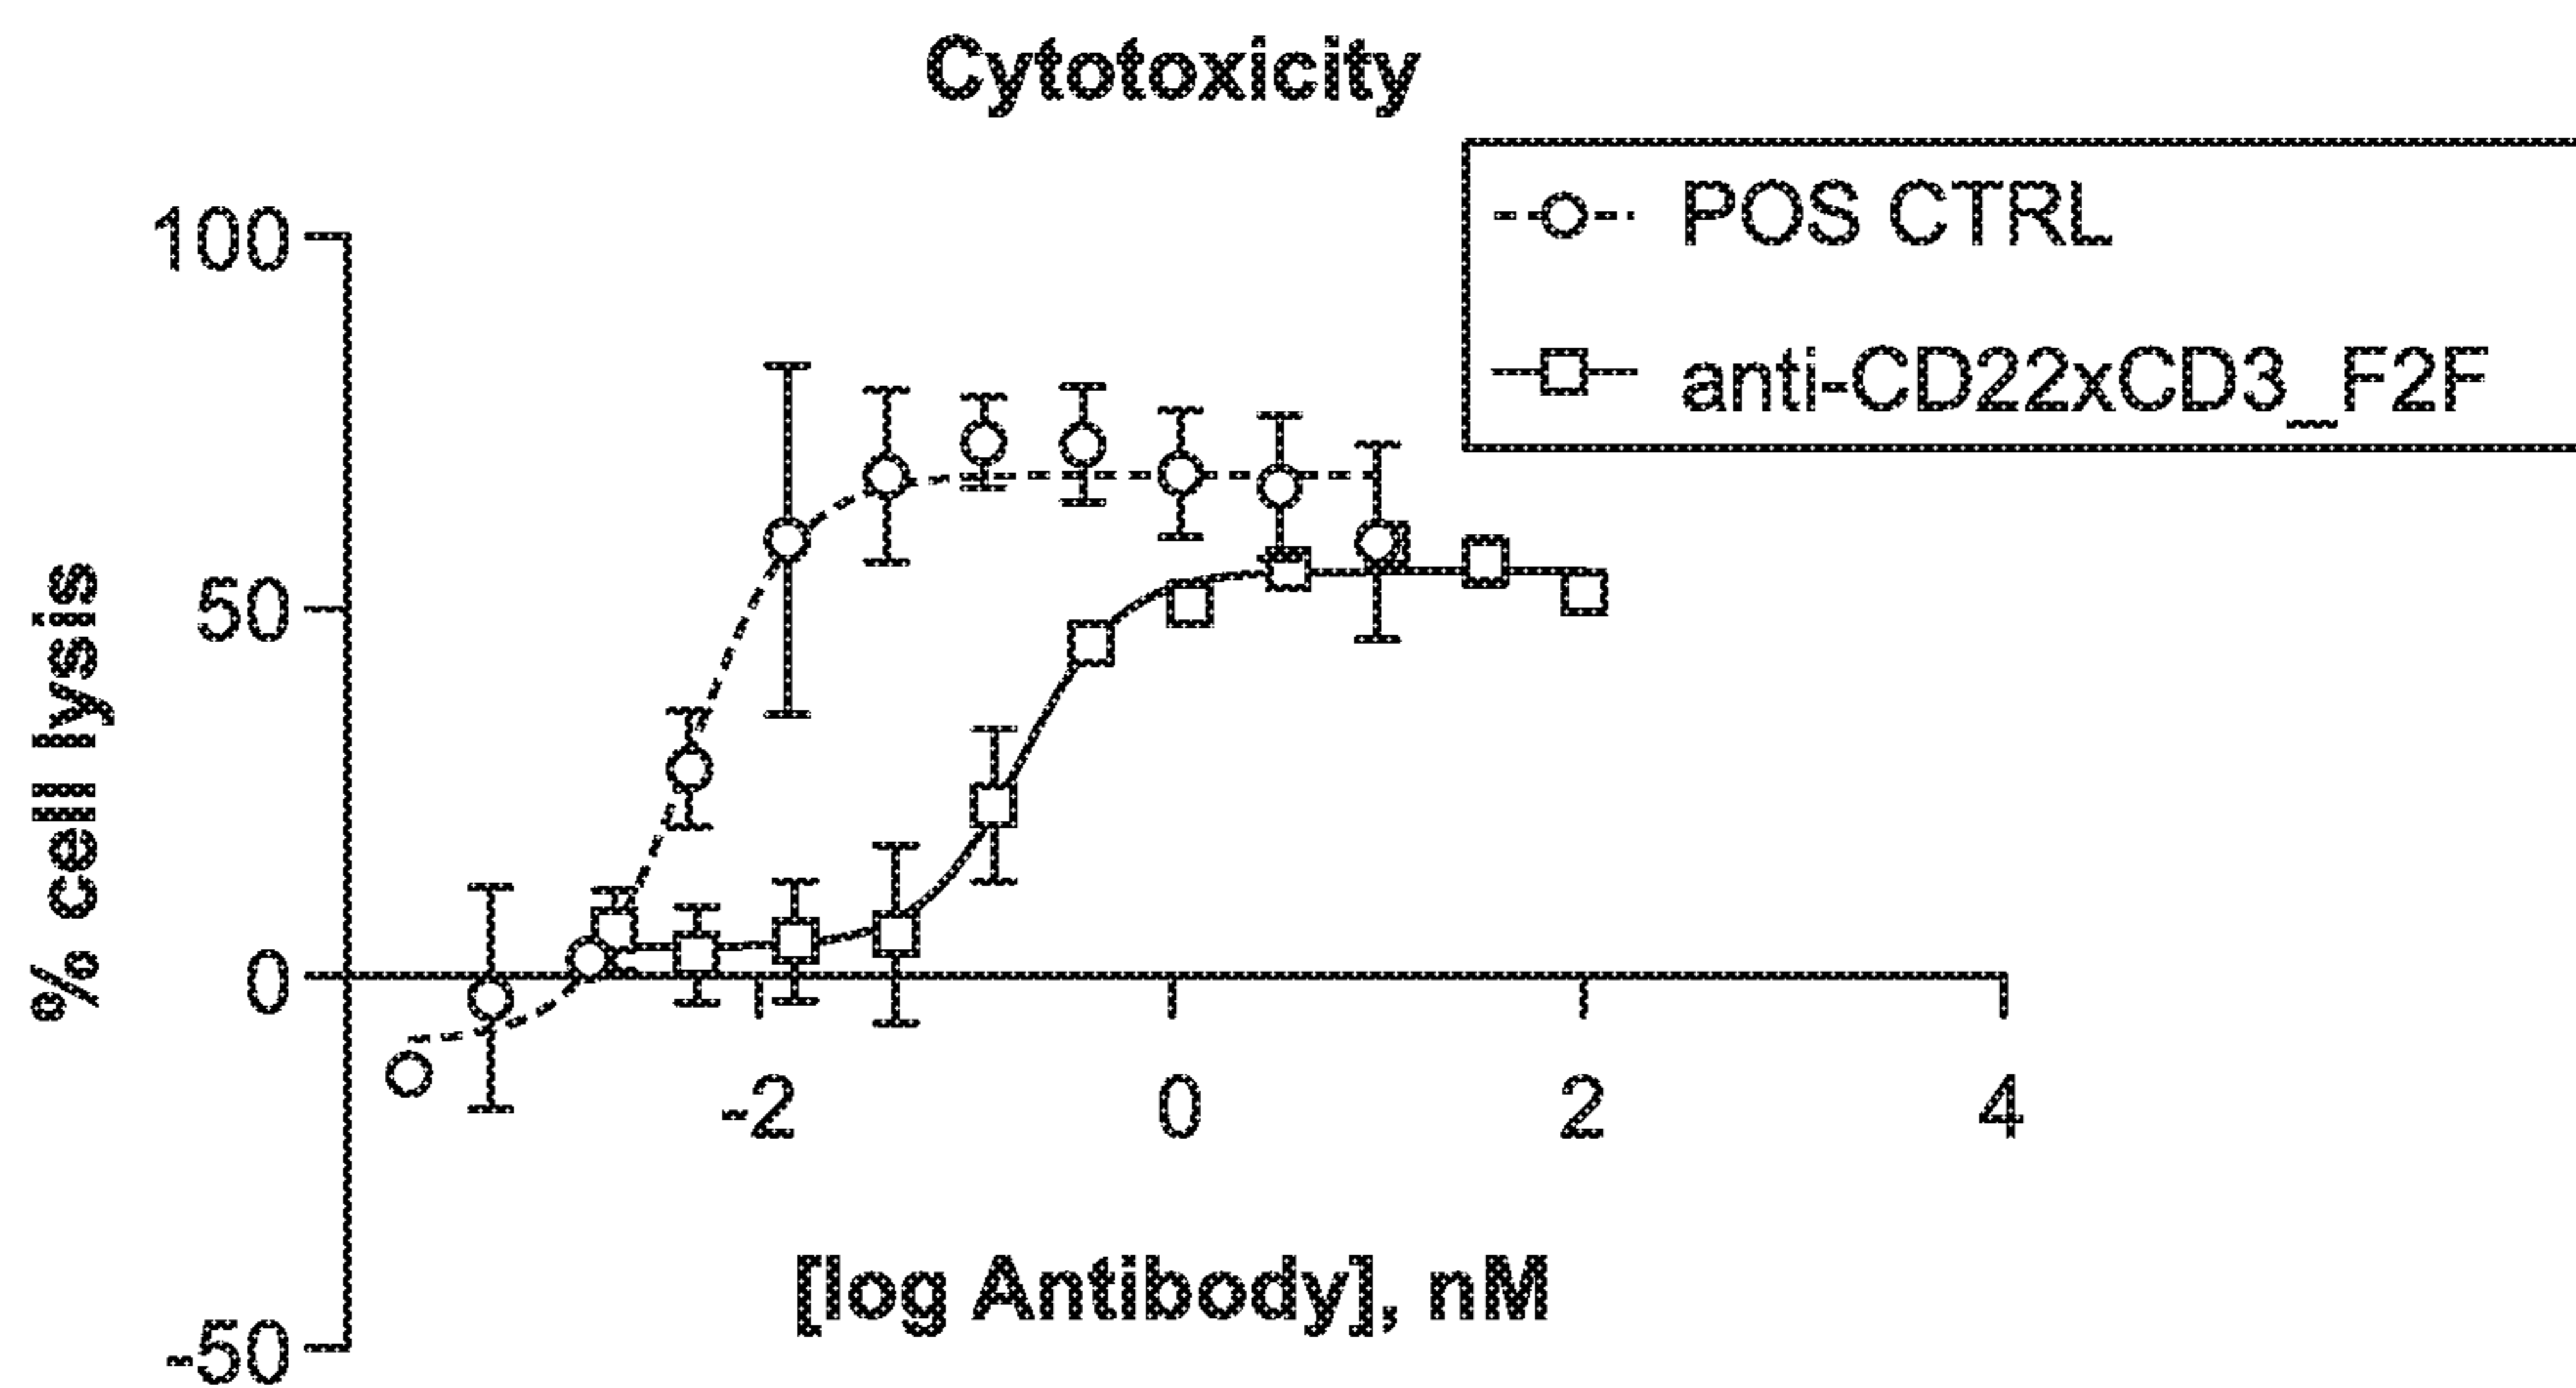 Cytotoxicity
POS CTRL
anti-CD22xCD3_F2F
100
50
0
-50
% cell lysis
-2
0
2
4
[log Antibody], nM